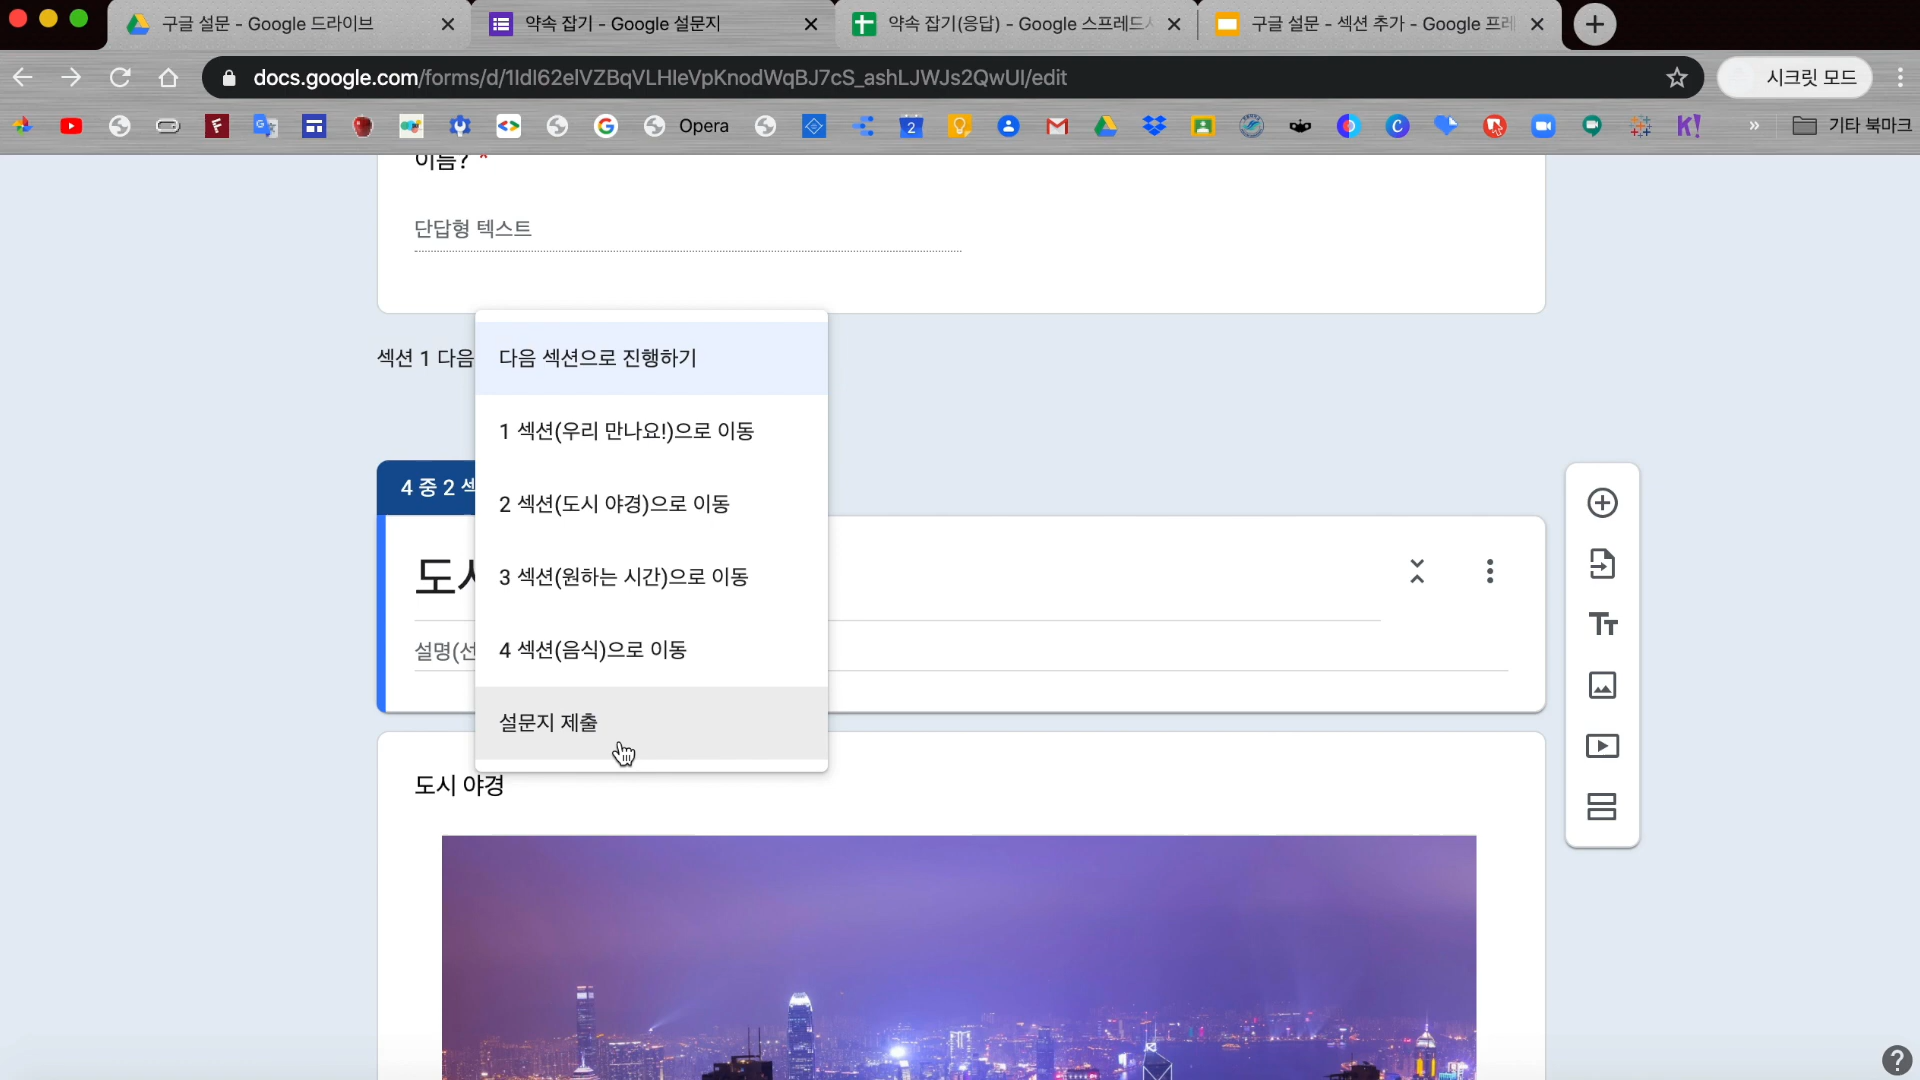 구글 설문 - Google 드라이브
약속 잡기 - Google 설문지
약속 잡기(응답) - Google 스프레드
구글 설문 - 섹션 추가 - Google 프레
docs.google.com/forms/d/1ldl62elVZBqVLHleVpKnodWqBJ7cS_ashLJWJs2QwUI/edit
시크릿 모드
Opera
2
K!
기타 북마크
이름? *
단답형 텍스트
섹션 1 다음
다음 섹션으로 진행하기
1 섹션(우리 만나요!)으로 이동
2 섹션(도시 야경)으로 이동
3 섹션(원하는 시간)으로 이동
4 섹션(음식)으로 이동
설문지 제출
4 중 2
설명(선
도시 야경